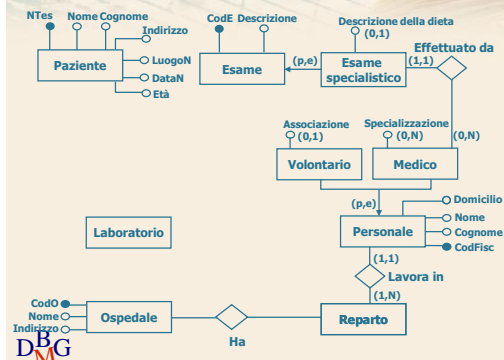 NTes
Nome
Cognome
Indirizzo
Paziente
LuogoN
DataN
Età
CodE
Descrizione
Esame
(p,e)
Descrizione della dieta
(0,1)
Esame
specialistico
(1,1)
Effettuato da
(0,N)
Associazione
(0,1)
Volontario
Specializzazione
(0,N)
Medico
(p,e)
Laboratorio
Personale
Domicilio
Nome
Cognome
CodFisc
(1,1)
Lavora in
(1,N)
Reparto
CodO
Nome
Indirizzo
Ospedale
Ha
DBMG